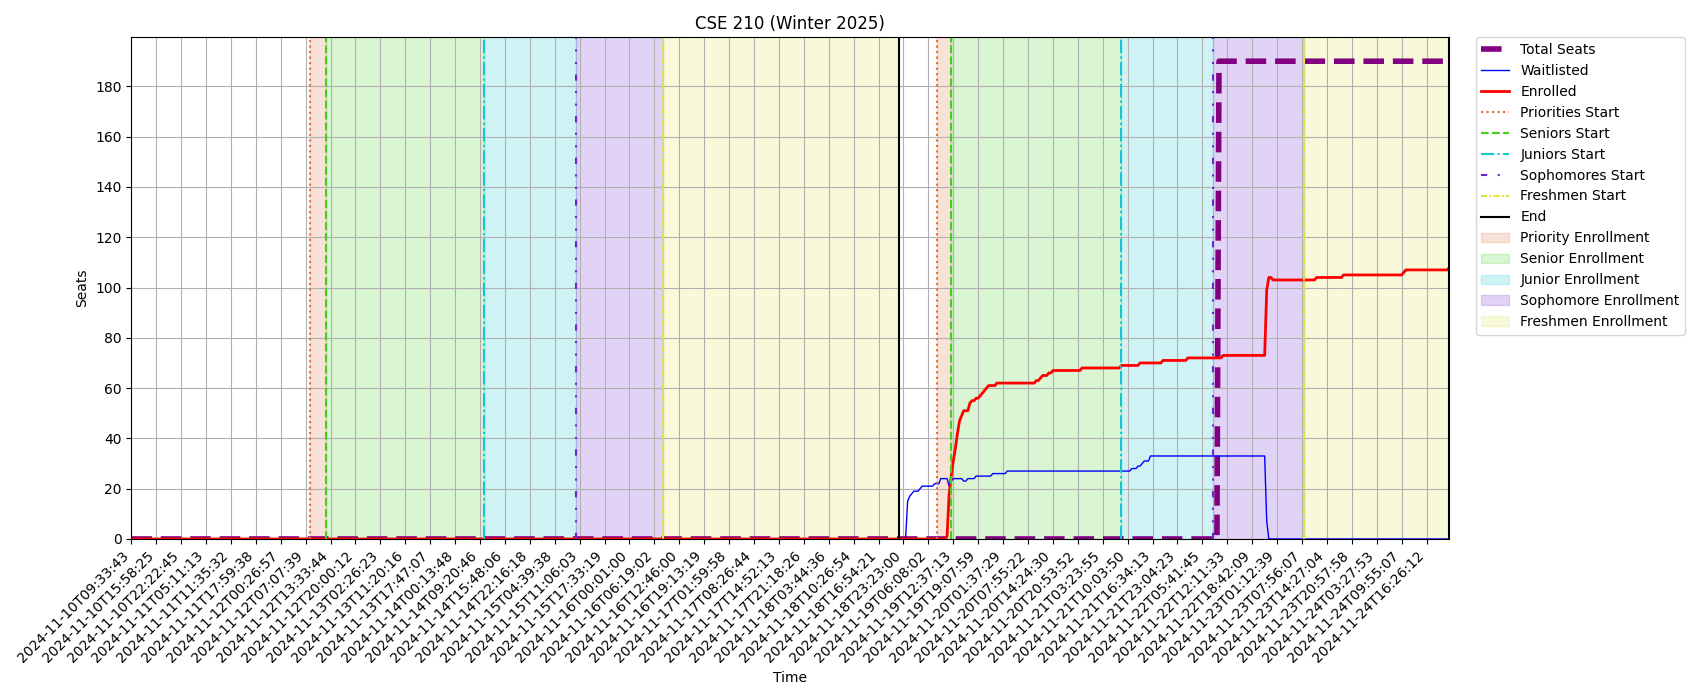 CSE 210 (Winter 2025)
Seats
180
160
140
120
100
80
60
40
20
0
2024-11-10T09:33:43
2024-11-10T15:58:25
2024-11-10T22:22:45
2024-11-11T05:11:13
2024-11-11T11:35:32
2024-11-11T17:59:38
2024-11-12T00:26:57
2024-11-12T07:07:39
2024-11-12T13:33:44
2024-11-12T20:00:12
2024-11-13T02:26:23
2024-11-13T11:20:16
2024-11-13T17:47:07
2024-11-14T00:13:48
2024-11-14T09:20:46
2024-11-14T15:48:06
2024-11-14T22:16:18
2024-11-15T04:39:38
2024-11-15T11:06:03
2024-11-15T17:33:19
2024-11-16T00:01:00
2024-11-16T06:19:02
2024-11-16T12:46:00
2024-11-16T19:13:19
2024-11-17T01:59:58
2024-11-17T08:26:44
2024-11-17T14:52:13
2024-11-17T21:18:26
2024-11-18T03:44:36
2024-11-18T10:26:54
2024-11-18T16:54:21
2024-11-18T23:23:00
2024-11-19T06:08:02
2024-11-19T12:37:13
2024-11-19T19:07:59
2024-11-20T01:37:29
2024-11-20T07:55:22
2024-11-20T14:24:30
2024-11-20T20:53:52
2024-11-21T03:23:55
2024-11-21T10:03:50
2024-11-21T16:34:13
2024-11-21T23:04:23
2024-11-22T05:41:45
2024-11-22T12:11:33
2024-11-22T18:42:09
2024-11-23T01:12:39
2024-11-23T07:56:07
2024-11-23T14:27:04
2024-11-23T20:57:58
2024-11-24T03:27:53
2024-11-24T09:55:07
2024-11-24T16:26:12
Time
Total Seats
Waitlisted
Enrolled
Priorities Start
Seniors Start
Juniors Start
Sophomores Start
Freshmen Start
End
Priority Enrollment
Senior Enrollment
Junior Enrollment
Sophomore Enrollment
Freshmen Enrollment